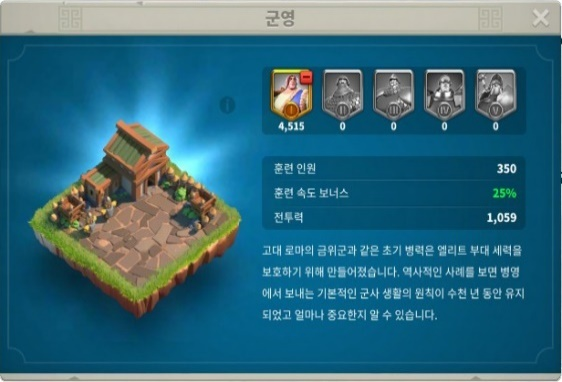 군영
I II III IV V
4,515 0 0 0 0
훈련 인원 350
훈련 속도 보너스 25%
전투력 1,059
고대 로마의 금위군과 같은 초기 병력은 엘리트 부대 세력을
보호하기 위해 만들어졌습니다. 역사적인 사례를 보면 병영
에서 보내는 기본적인 군사 생활의 원칙이 수천 년 동안 유지
되었고 얼마나 중요한지 알 수 있습니다.